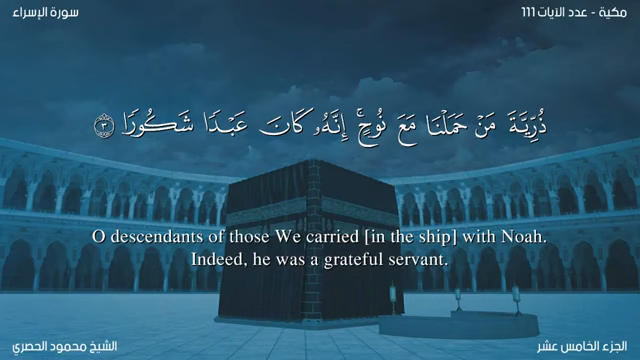 مكية - عدد الآيات 111
سورة الإسراء
ذُرِّيَّةَ مَنْ حَمَلْنَا مَعَ نُوحٍ ۚ إِنَّهُۥ كَانَ عَبْدًا شَكُورًا ٣
O descendants of those We carried [in the ship] with Noah.
Indeed, he was a grateful servant.
الجزء الخامس عشر
الشيخ محمود الحصري